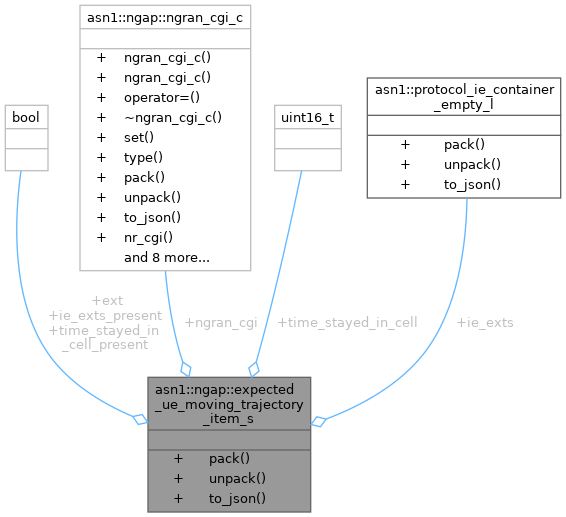 asn1::ngap::ngran_cgi_c
+ ngran_cgi_c()
+ ngran_cgi_c()
+ operator=()
+ ~ngran_cgi_c()
+ set()
+ type()
+ pack()
+ unpack()
+ to_json()
+ nr_cgi()
and 8 more...
bool
uint16_t
asn1::protocol_ie_container
_empty_l
+ pack()
+ unpack()
+ to_json()
+ext
+ie_exts_present
+time_stayed_in
_cell_present
+ngran_cgi
+time_stayed_in_cell
+ie_exts
asn1::ngap::expected
_ue_moving_trajectory
_item_s
+ pack()
+ unpack()
+ to_json()